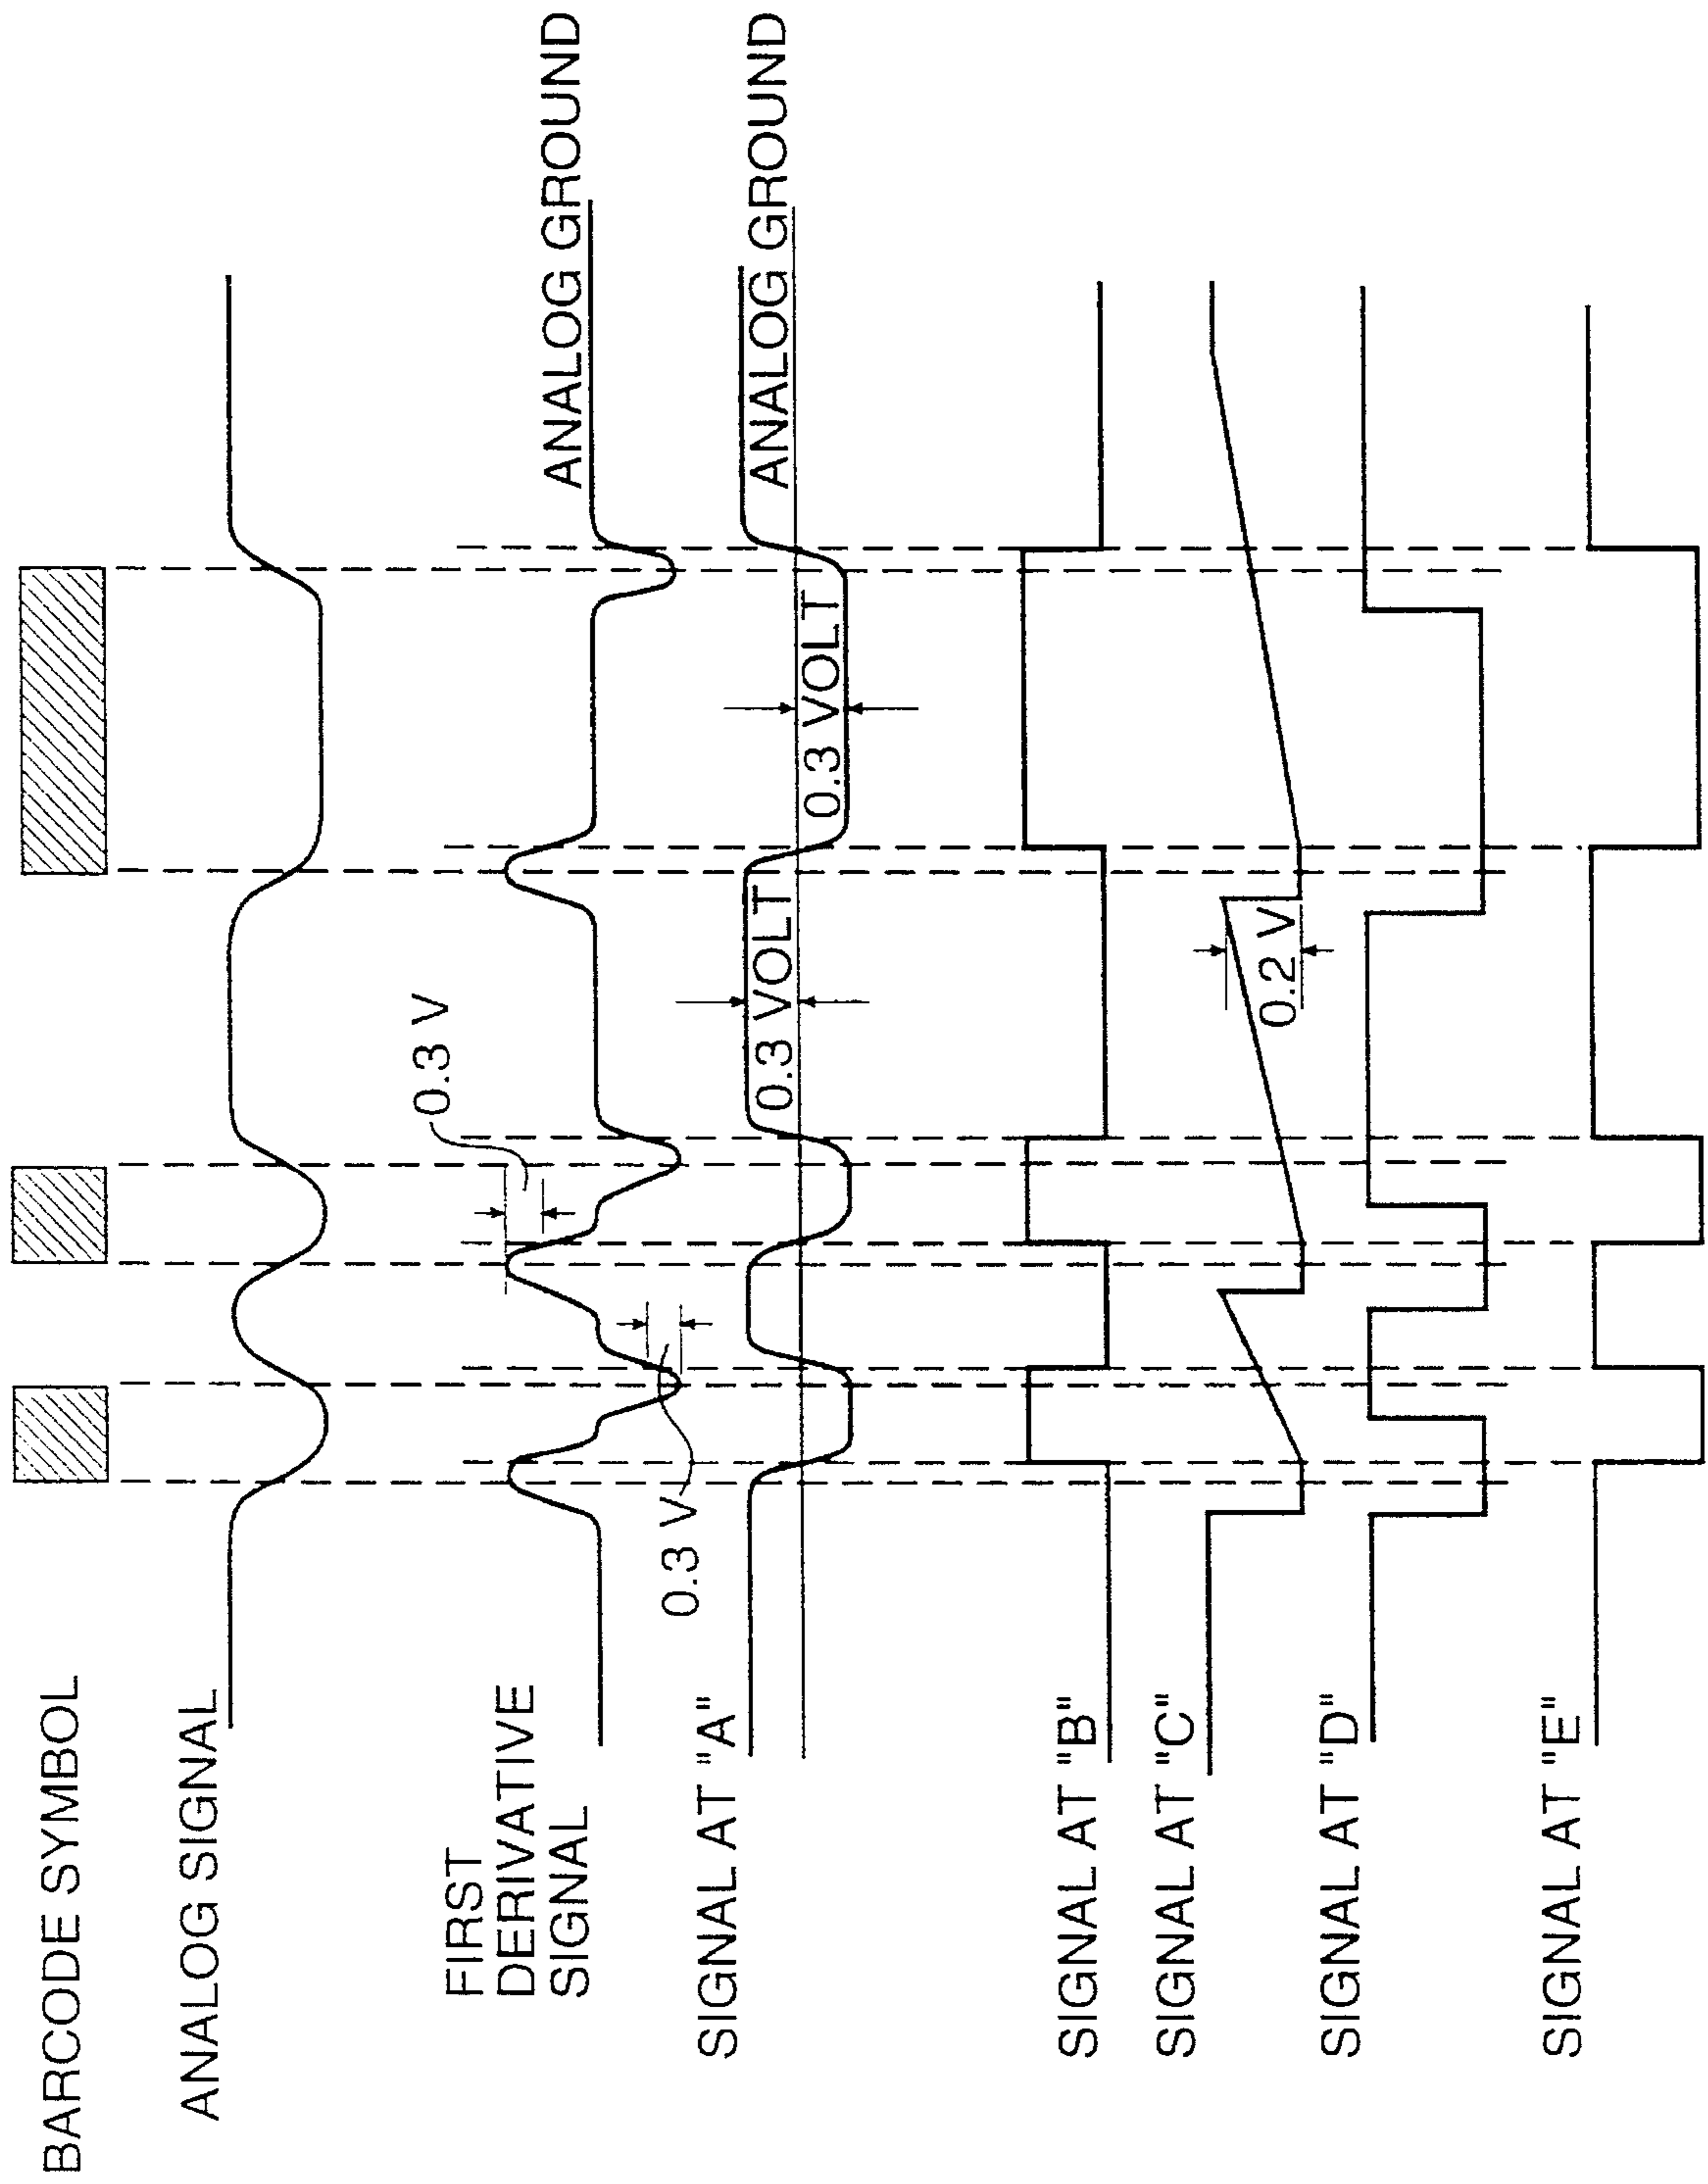 BARCODE SYMBOL
ANALOG SIGNAL
0.3 V
FIRST
DERIVATIVE
SIGNAL
ANALOG GROUND
0.3 V
SIGNAL AT "A"
0.3 VOLT
0.3 VOLT
ANALOG GROUND
SIGNAL AT "B"
SIGNAL AT "C"
0.2 V
SIGNAL AT "D"
SIGNAL AT "E"